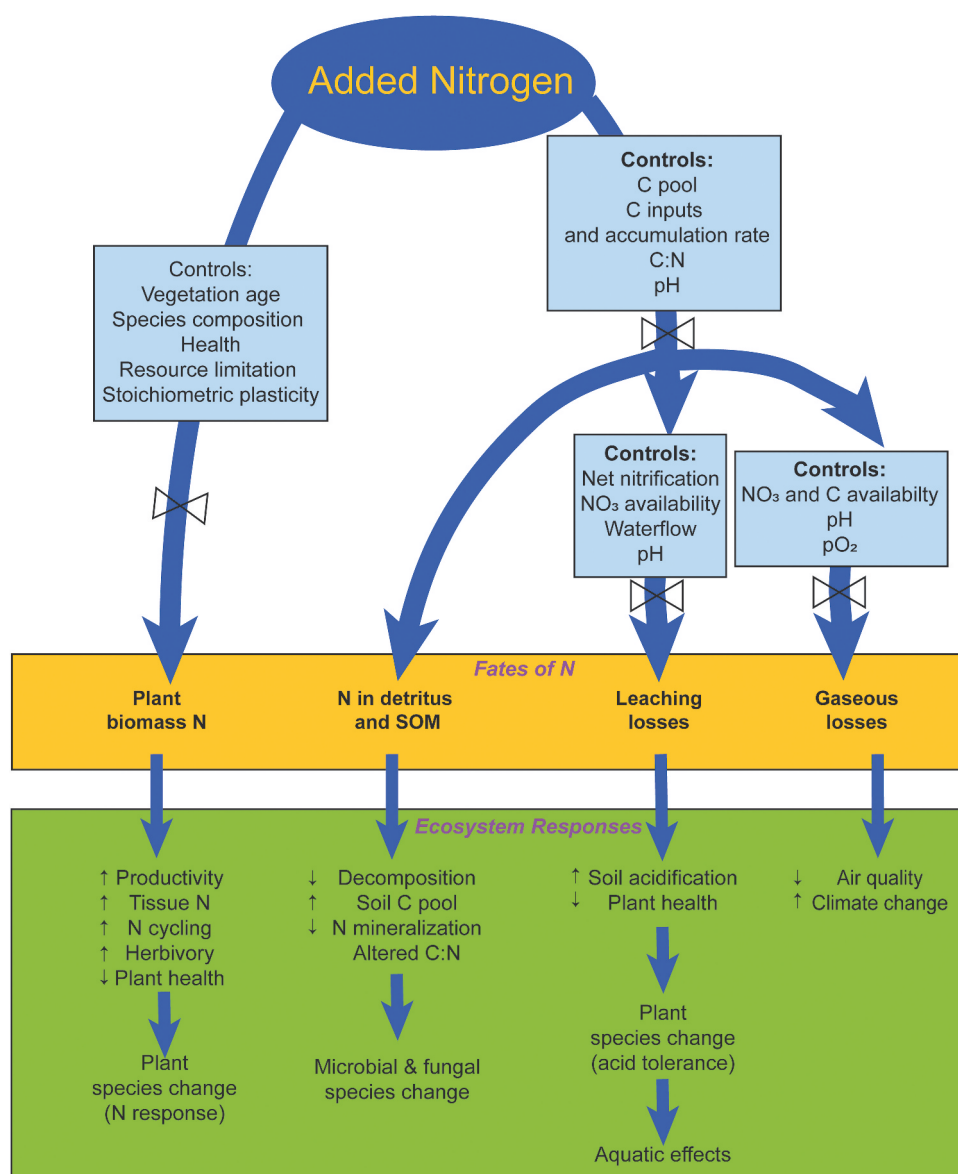 Added Nitrogen
Controls:
C pool
C inputs
and accumulation rate
C:N
pH
Controls:
Vegetation age
Species composition
Health
Resource limitation
Stoichiometric plasticity
Controls:
Net nitrification
NO₃ availability
Waterflow
pH
Controls:
NO₃ and C availabilty
pH
pO₂
Fates of N
Plant
biomass N
N in detritus
and SOM
Leaching
losses
Gaseous
losses
Ecosystem Responses
↑ Productivity
↑ Tissue N
↑ N cycling
↑ Herbivory
↓ Plant health
Plant
species change
(N response)
↓ Decomposition
↑ Soil C pool
↓ N mineralization
Altered C:N
Microbial & fungal
species change
↑ Soil acidification
↓ Plant health
Plant
species change
(acid tolerance)
Aquatic effects
↓ Air quality
↑ Climate change